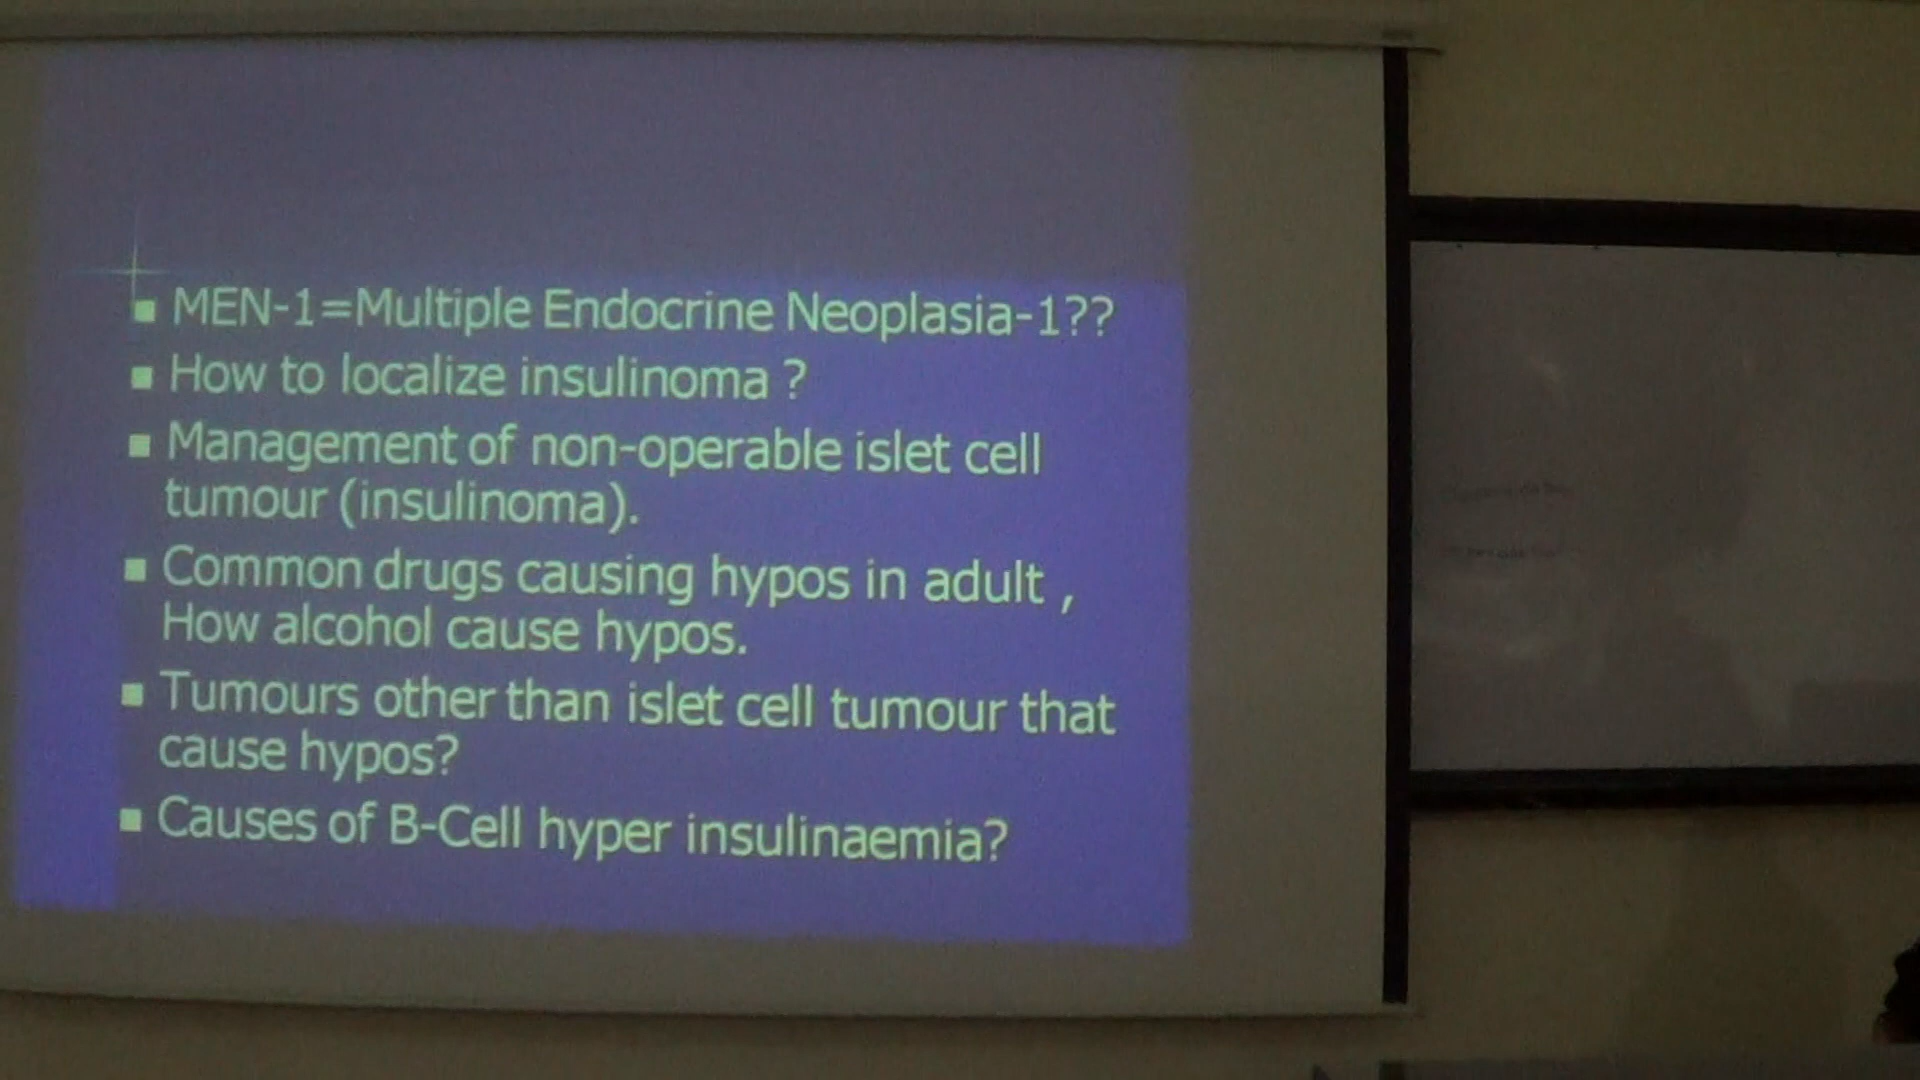 MEN-1=Multiple Endocrine Neoplasia-1??
How to localize insulinoma ?
Management of non-operable islet cell
tumour (insulinoma).
Common drugs causing hypos in adult ,
How alcohol cause hypos.
Tumours other than islet cell tumour that
cause hypos?
Causes of B-Cell hyper insulinaemia?